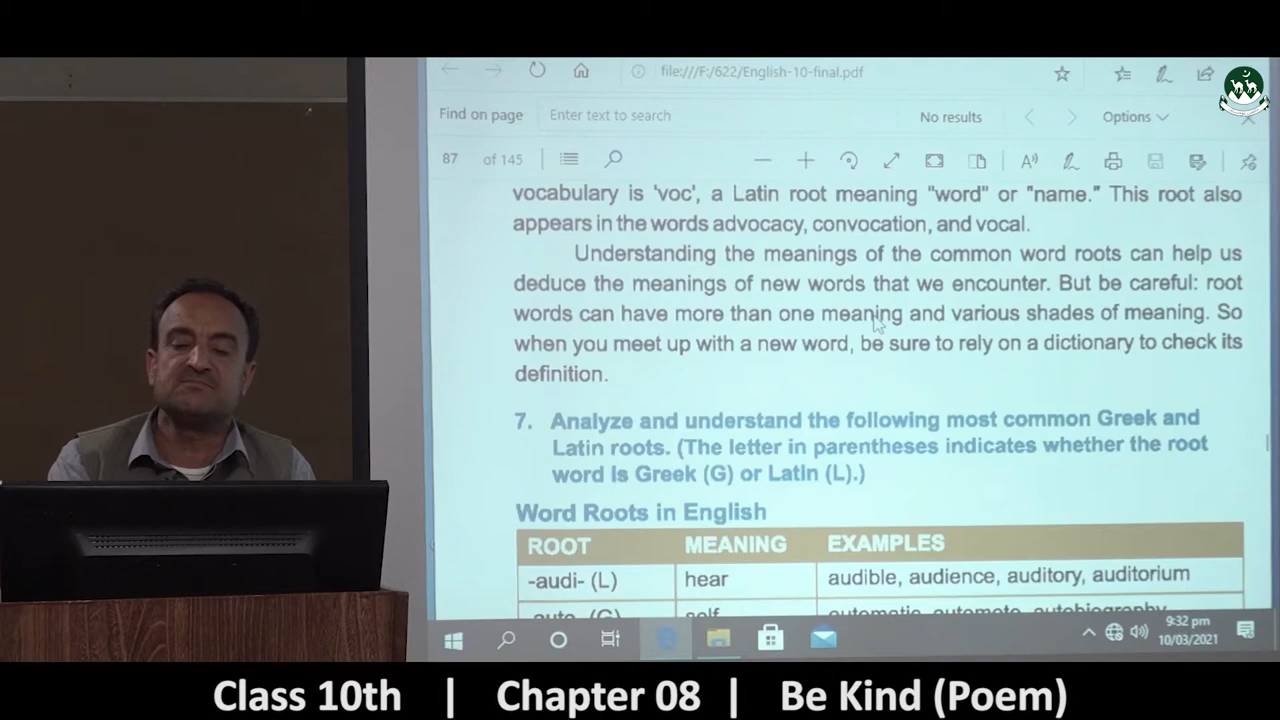 file:///F:/622/English-10-final.pdf
Find on page
Enter text to search
No results
Options
87 of 145
vocabulary is 'voc', a Latin root meaning "word" or "name." This root also
appears in the words advocacy, convocation, and vocal.
Understanding the meanings of the common word roots can help us
deduce the meanings of new words that we encounter. But be careful: root
words can have more than one meaning and various shades of meaning. So
when you meet up with a new word, be sure to rely on a dictionary to check its
definition.
7. Analyze and understand the following most common Greek and
Latin roots. (The letter in parentheses indicates whether the root
word is Greek (G) or Latin (L).)
Word Roots in English
ROOT MEANING EXAMPLES
-audi- (L) hear audible, audience, auditory, auditorium
auto (G) self automatic, automate, autobiography
9:32 pm
10/03/2021
Class 10th | Chapter 08 | Be Kind (Poem)